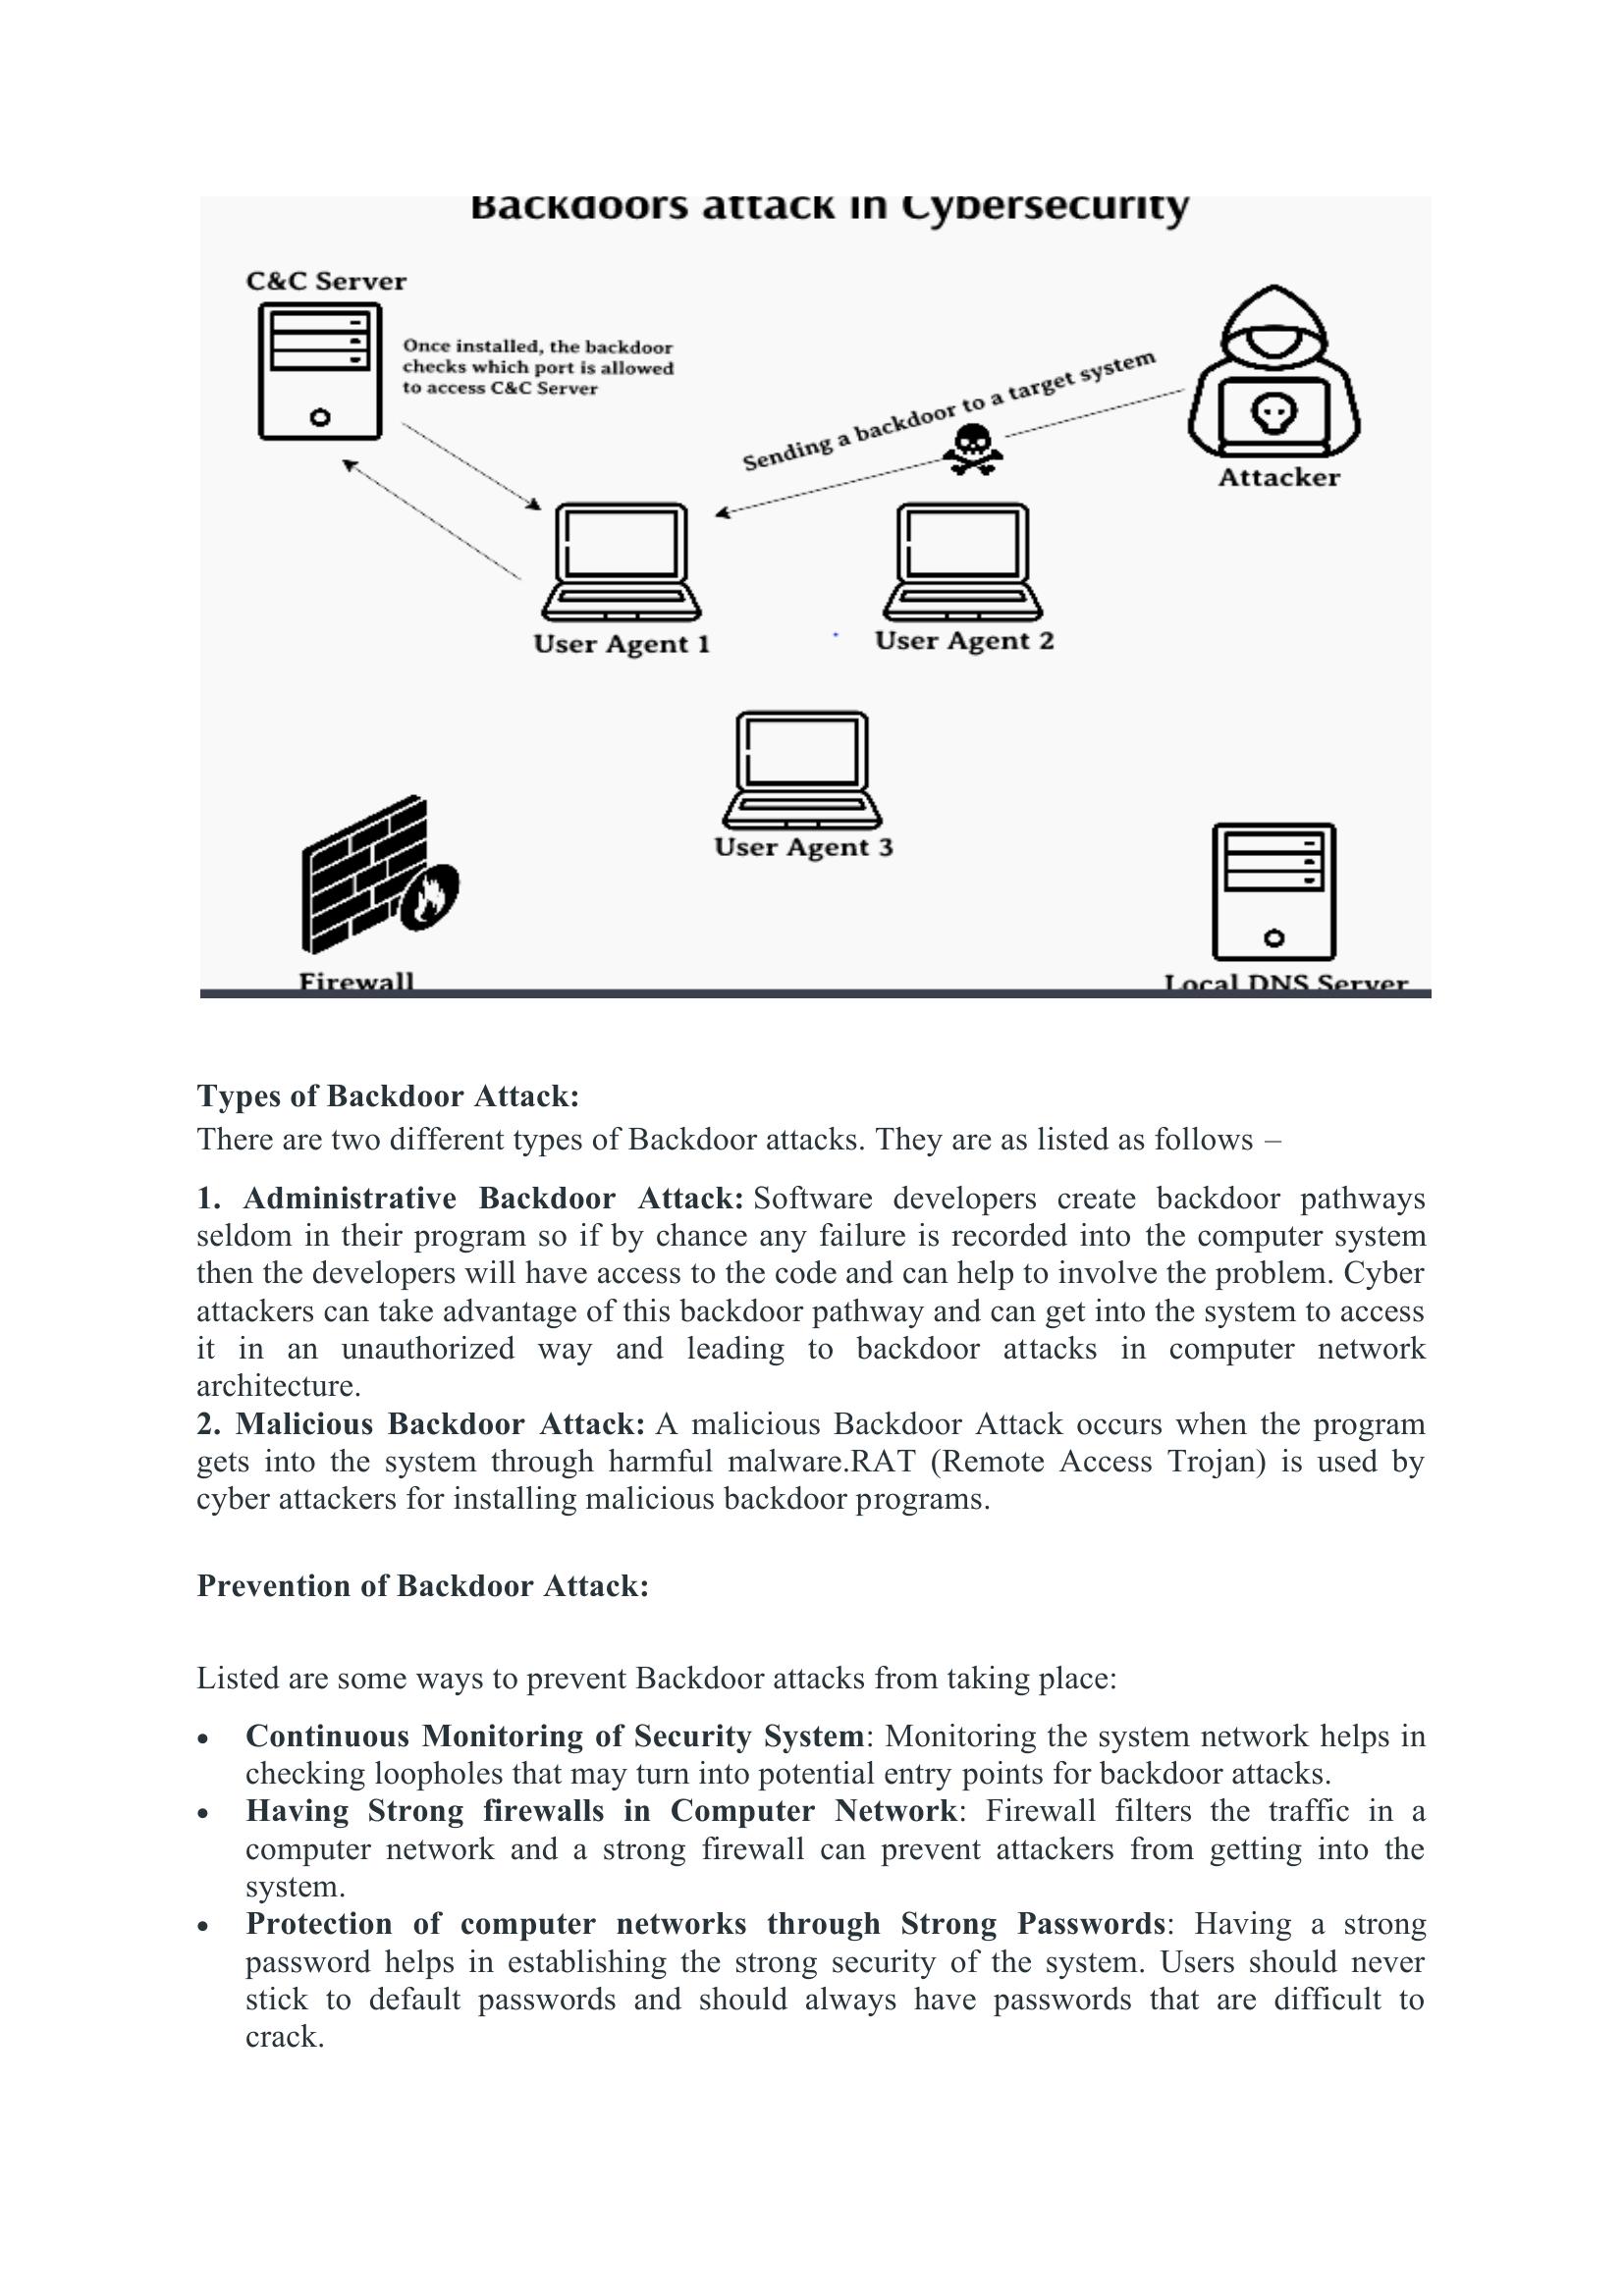 Backdoors attack in Cybersecurity
C&C Server
Once installed, the backdoor
checks which port is allowed
to access C&C Server
Sending a backdoor to a target system
Attacker
User Agent 1
User Agent 2
User Agent 3
Firewall
Local DNS Server
Types of Backdoor Attack:
There are two different types of Backdoor attacks. They are as listed as follows –
1. Administrative Backdoor Attack: Software developers create backdoor pathways
seldom in their program so if by chance any failure is recorded into the computer system
then the developers will have access to the code and can help to involve the problem. Cyber
attackers can take advantage of this backdoor pathway and can get into the system to access
it in an unauthorized way and leading to backdoor attacks in computer network
architecture.
2. Malicious Backdoor Attack: A malicious Backdoor Attack occurs when the program
gets into the system through harmful malware.RAT (Remote Access Trojan) is used by
cyber attackers for installing malicious backdoor programs.
Prevention of Backdoor Attack:
Listed are some ways to prevent Backdoor attacks from taking place:
• Continuous Monitoring of Security System: Monitoring the system network helps in
checking loopholes that may turn into potential entry points for backdoor attacks.
• Having Strong firewalls in Computer Network: Firewall filters the traffic in a
computer network and a strong firewall can prevent attackers from getting into the
system.
• Protection of computer networks through Strong Passwords: Having a strong
password helps in establishing the strong security of the system. Users should never
stick to default passwords and should always have passwords that are difficult to
crack.